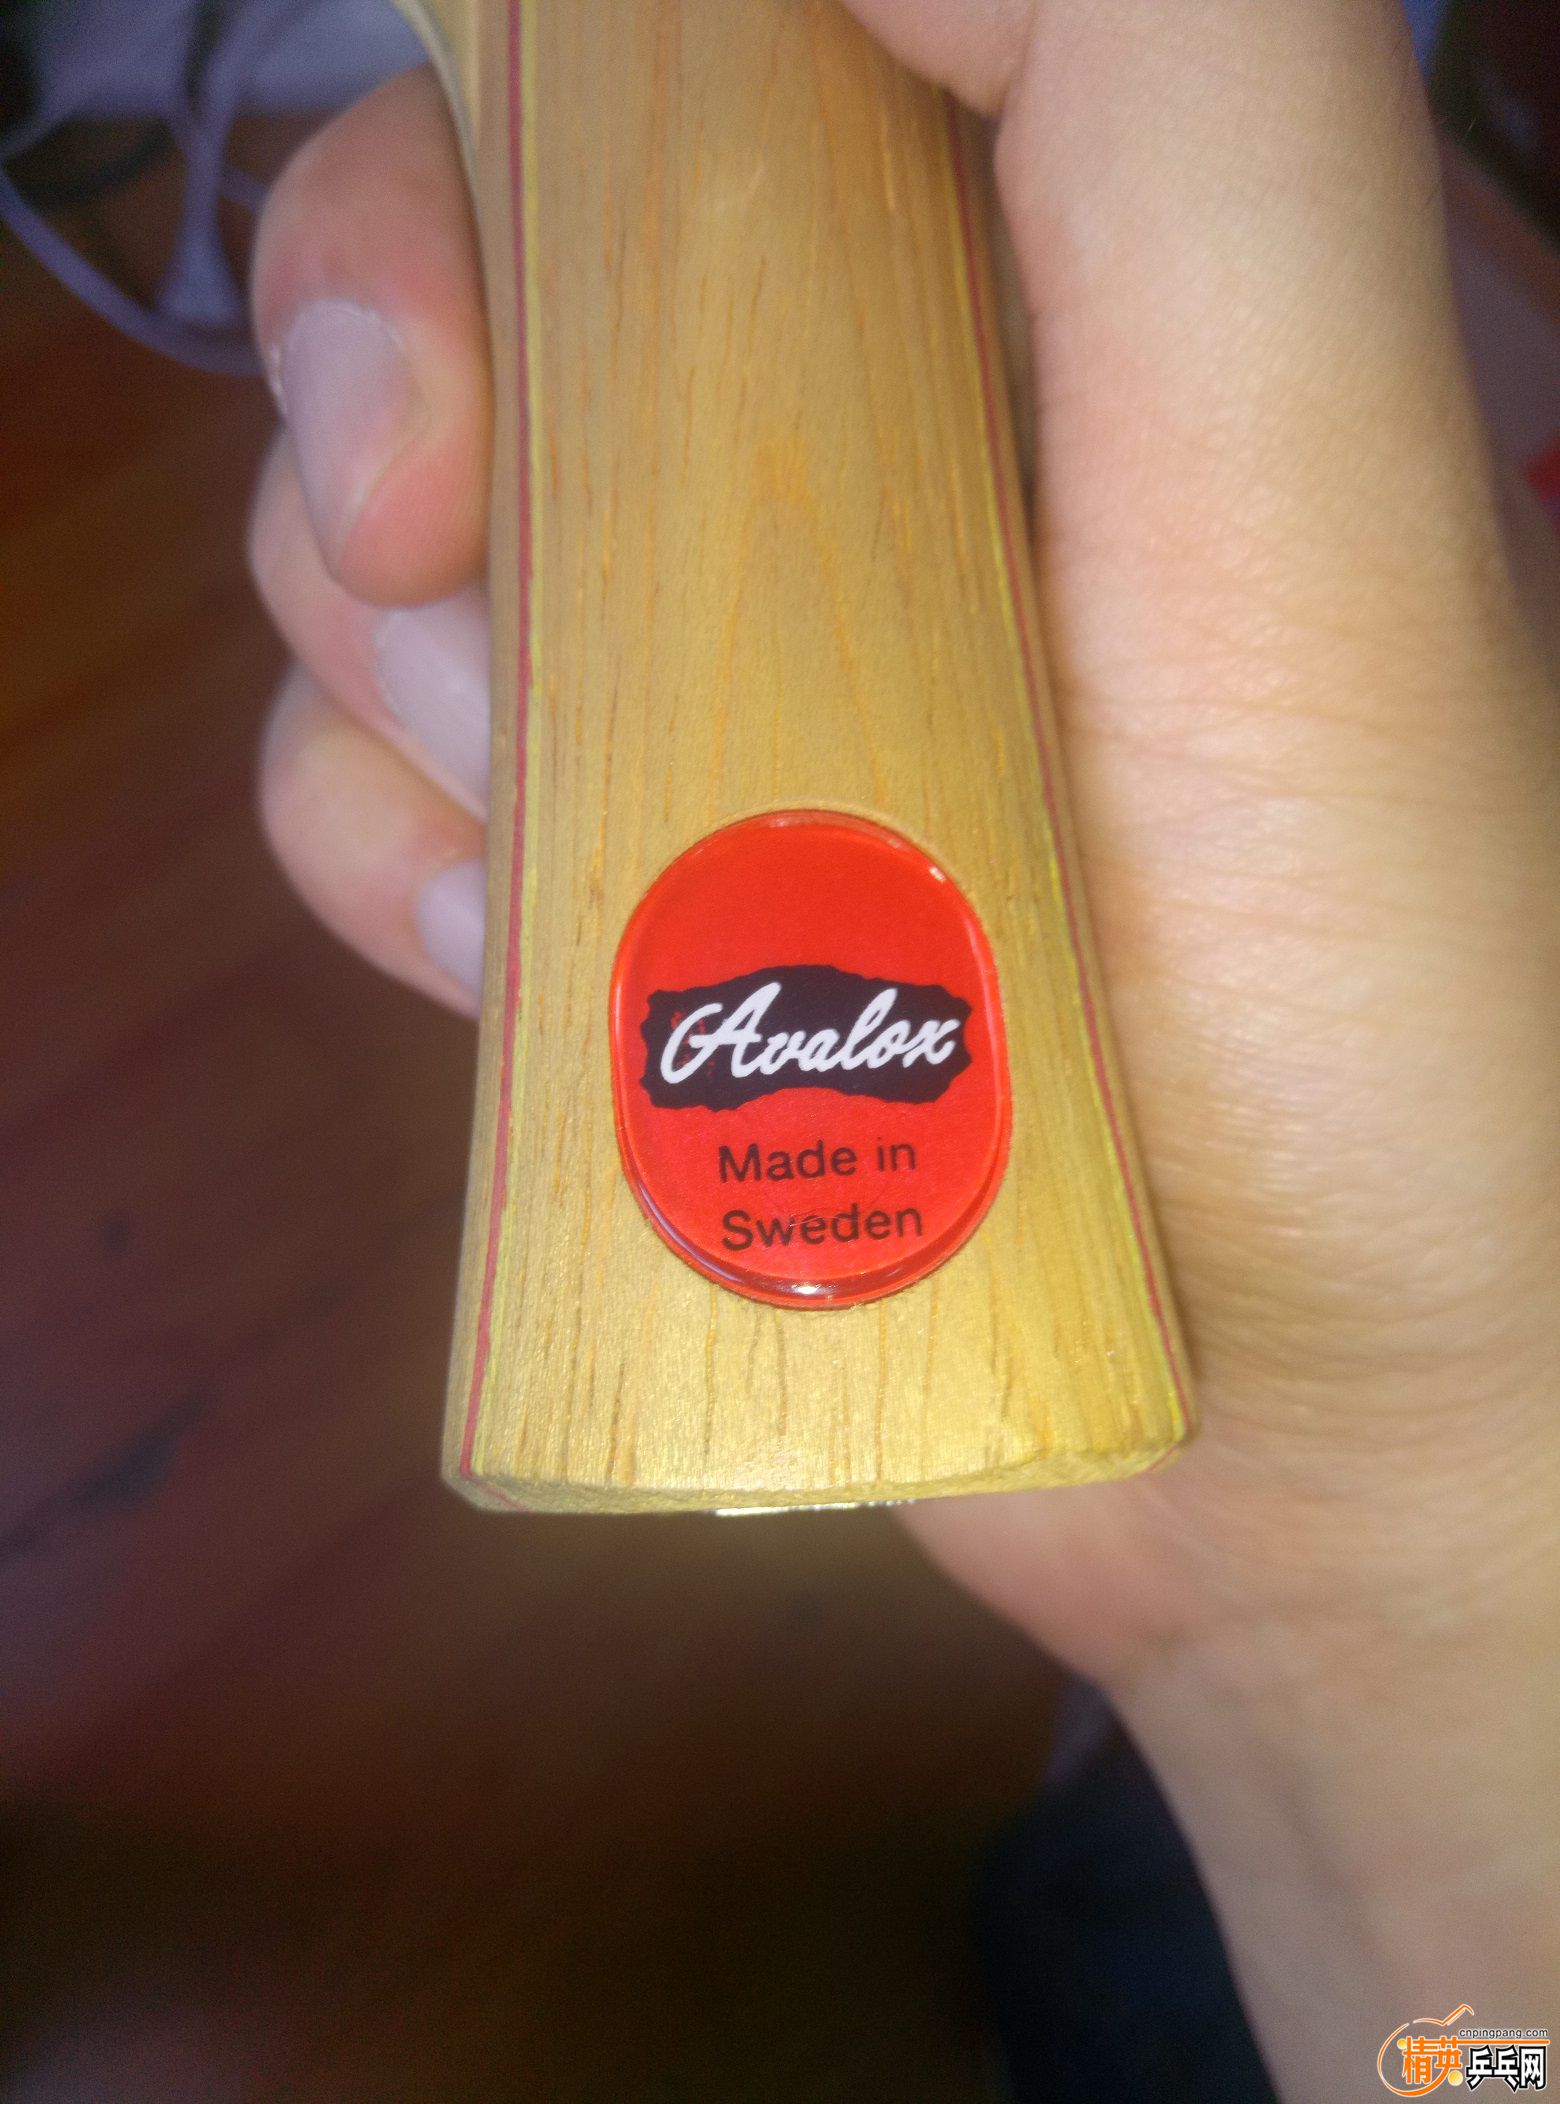 Avalox
Made in
Sweden
cnpingpang.com
精英乒乓网